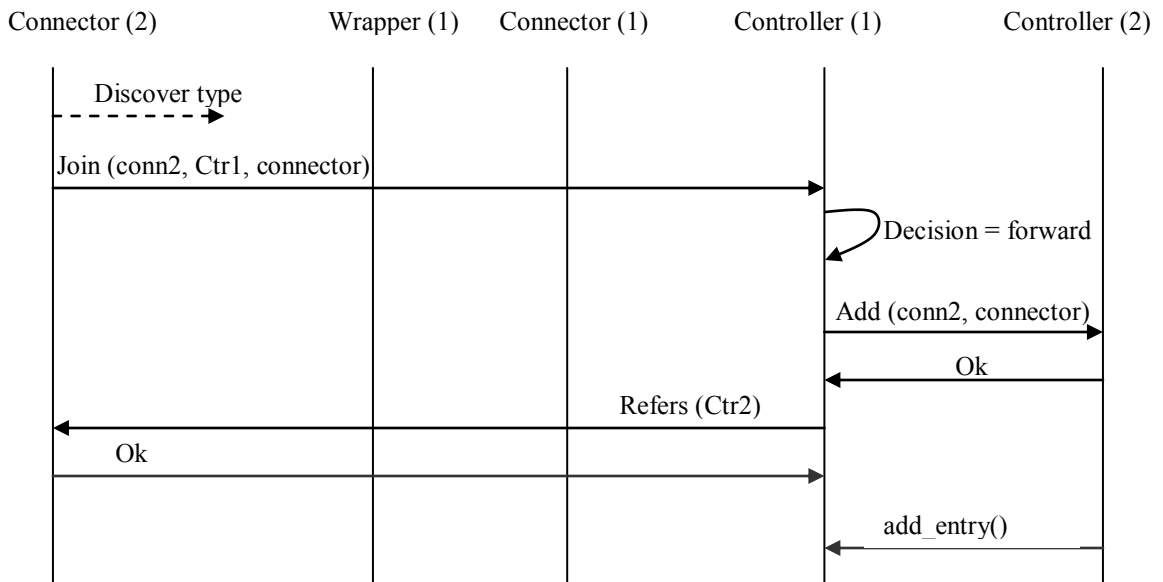 Connector (2) Wrapper (1) Connector (1) Controller (1) Controller (2)
Discover type
Join (conn2, Ctr1, connector)
Decision = forward
Add (conn2, connector)
Ok
Refers (Ctr2)
Ok
add_entry()